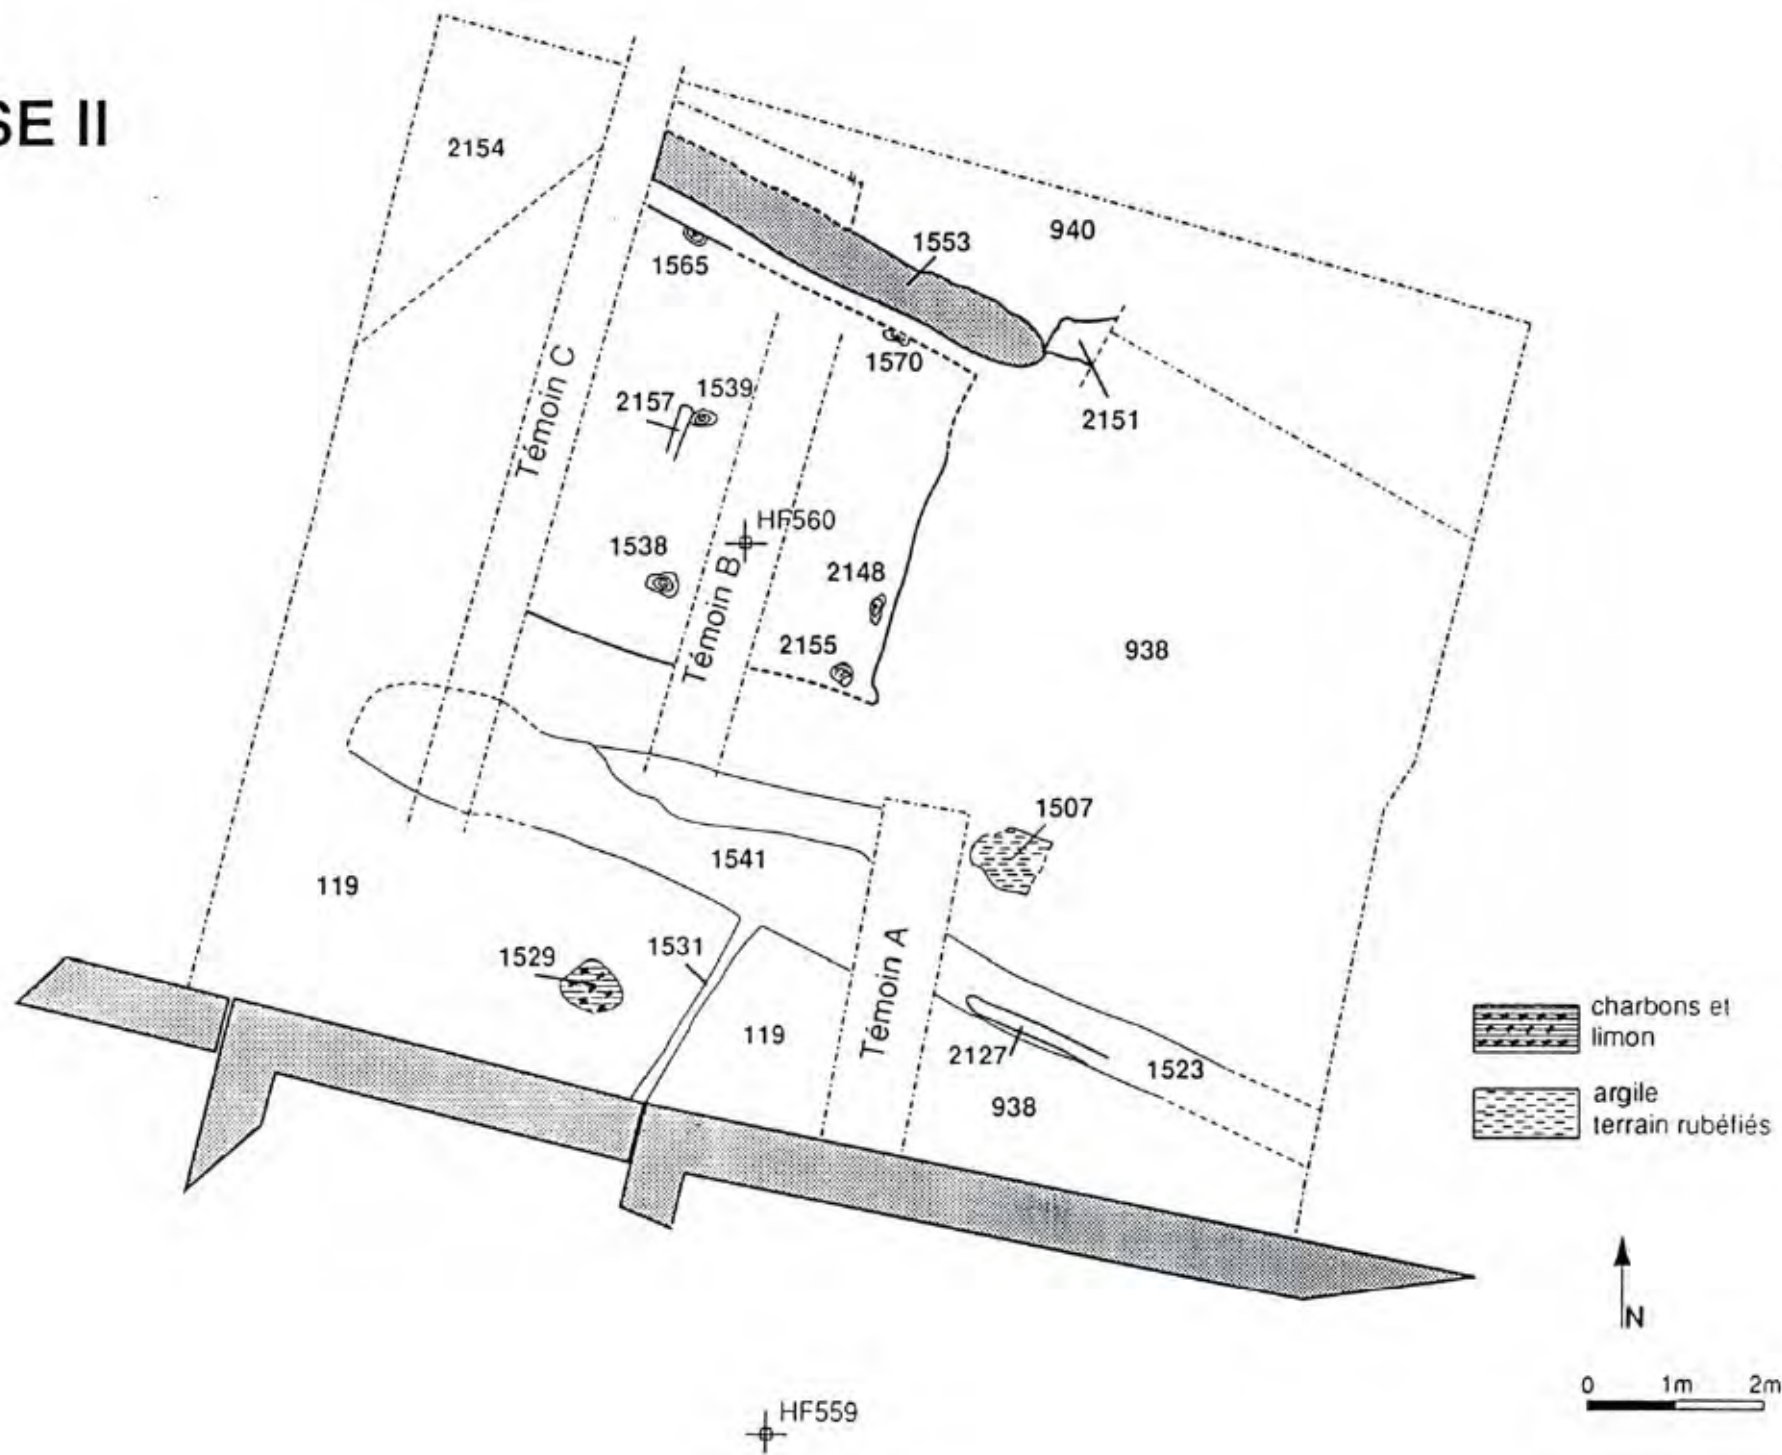 SE II
2154
940
1553
1565
1570
2151
Témoin C
1539
2157
HF560
1538
2148
Témoin B
2155
938
1507
1541
119
1531
1529
Témoin A
119
2127
1523
938
charbons et
limon
argile
terrain rubéfiés
N
0 1m 2m
HF559